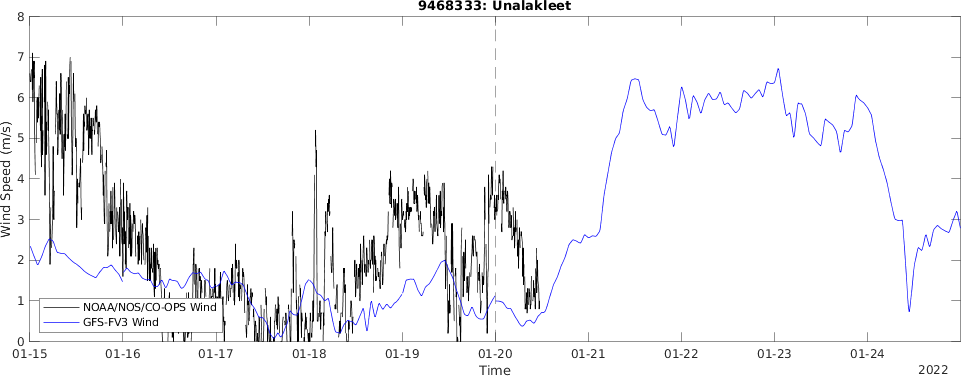 9468333: Unalakleet
8
7
6
5
4
3
2
1
0
Wind Speed (m/s)
NOAA/NOS/CO-OPS Wind
GFS-FV3 Wind
01-15 01-16 01-17 01-18 01-19 01-20 01-21 01-22 01-23 01-24
Time
2022